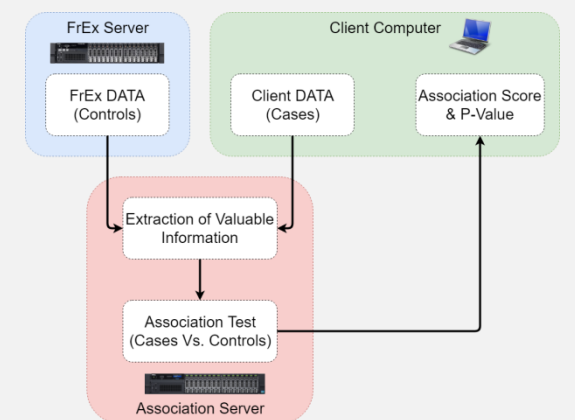 FrEx Server
Client Computer
FrEx DATA
(Controls)
Client DATA
(Cases)
Association Score
& P-Value
Extraction of Valuable
Information
Association Test
(Cases Vs. Controls)
Association Server